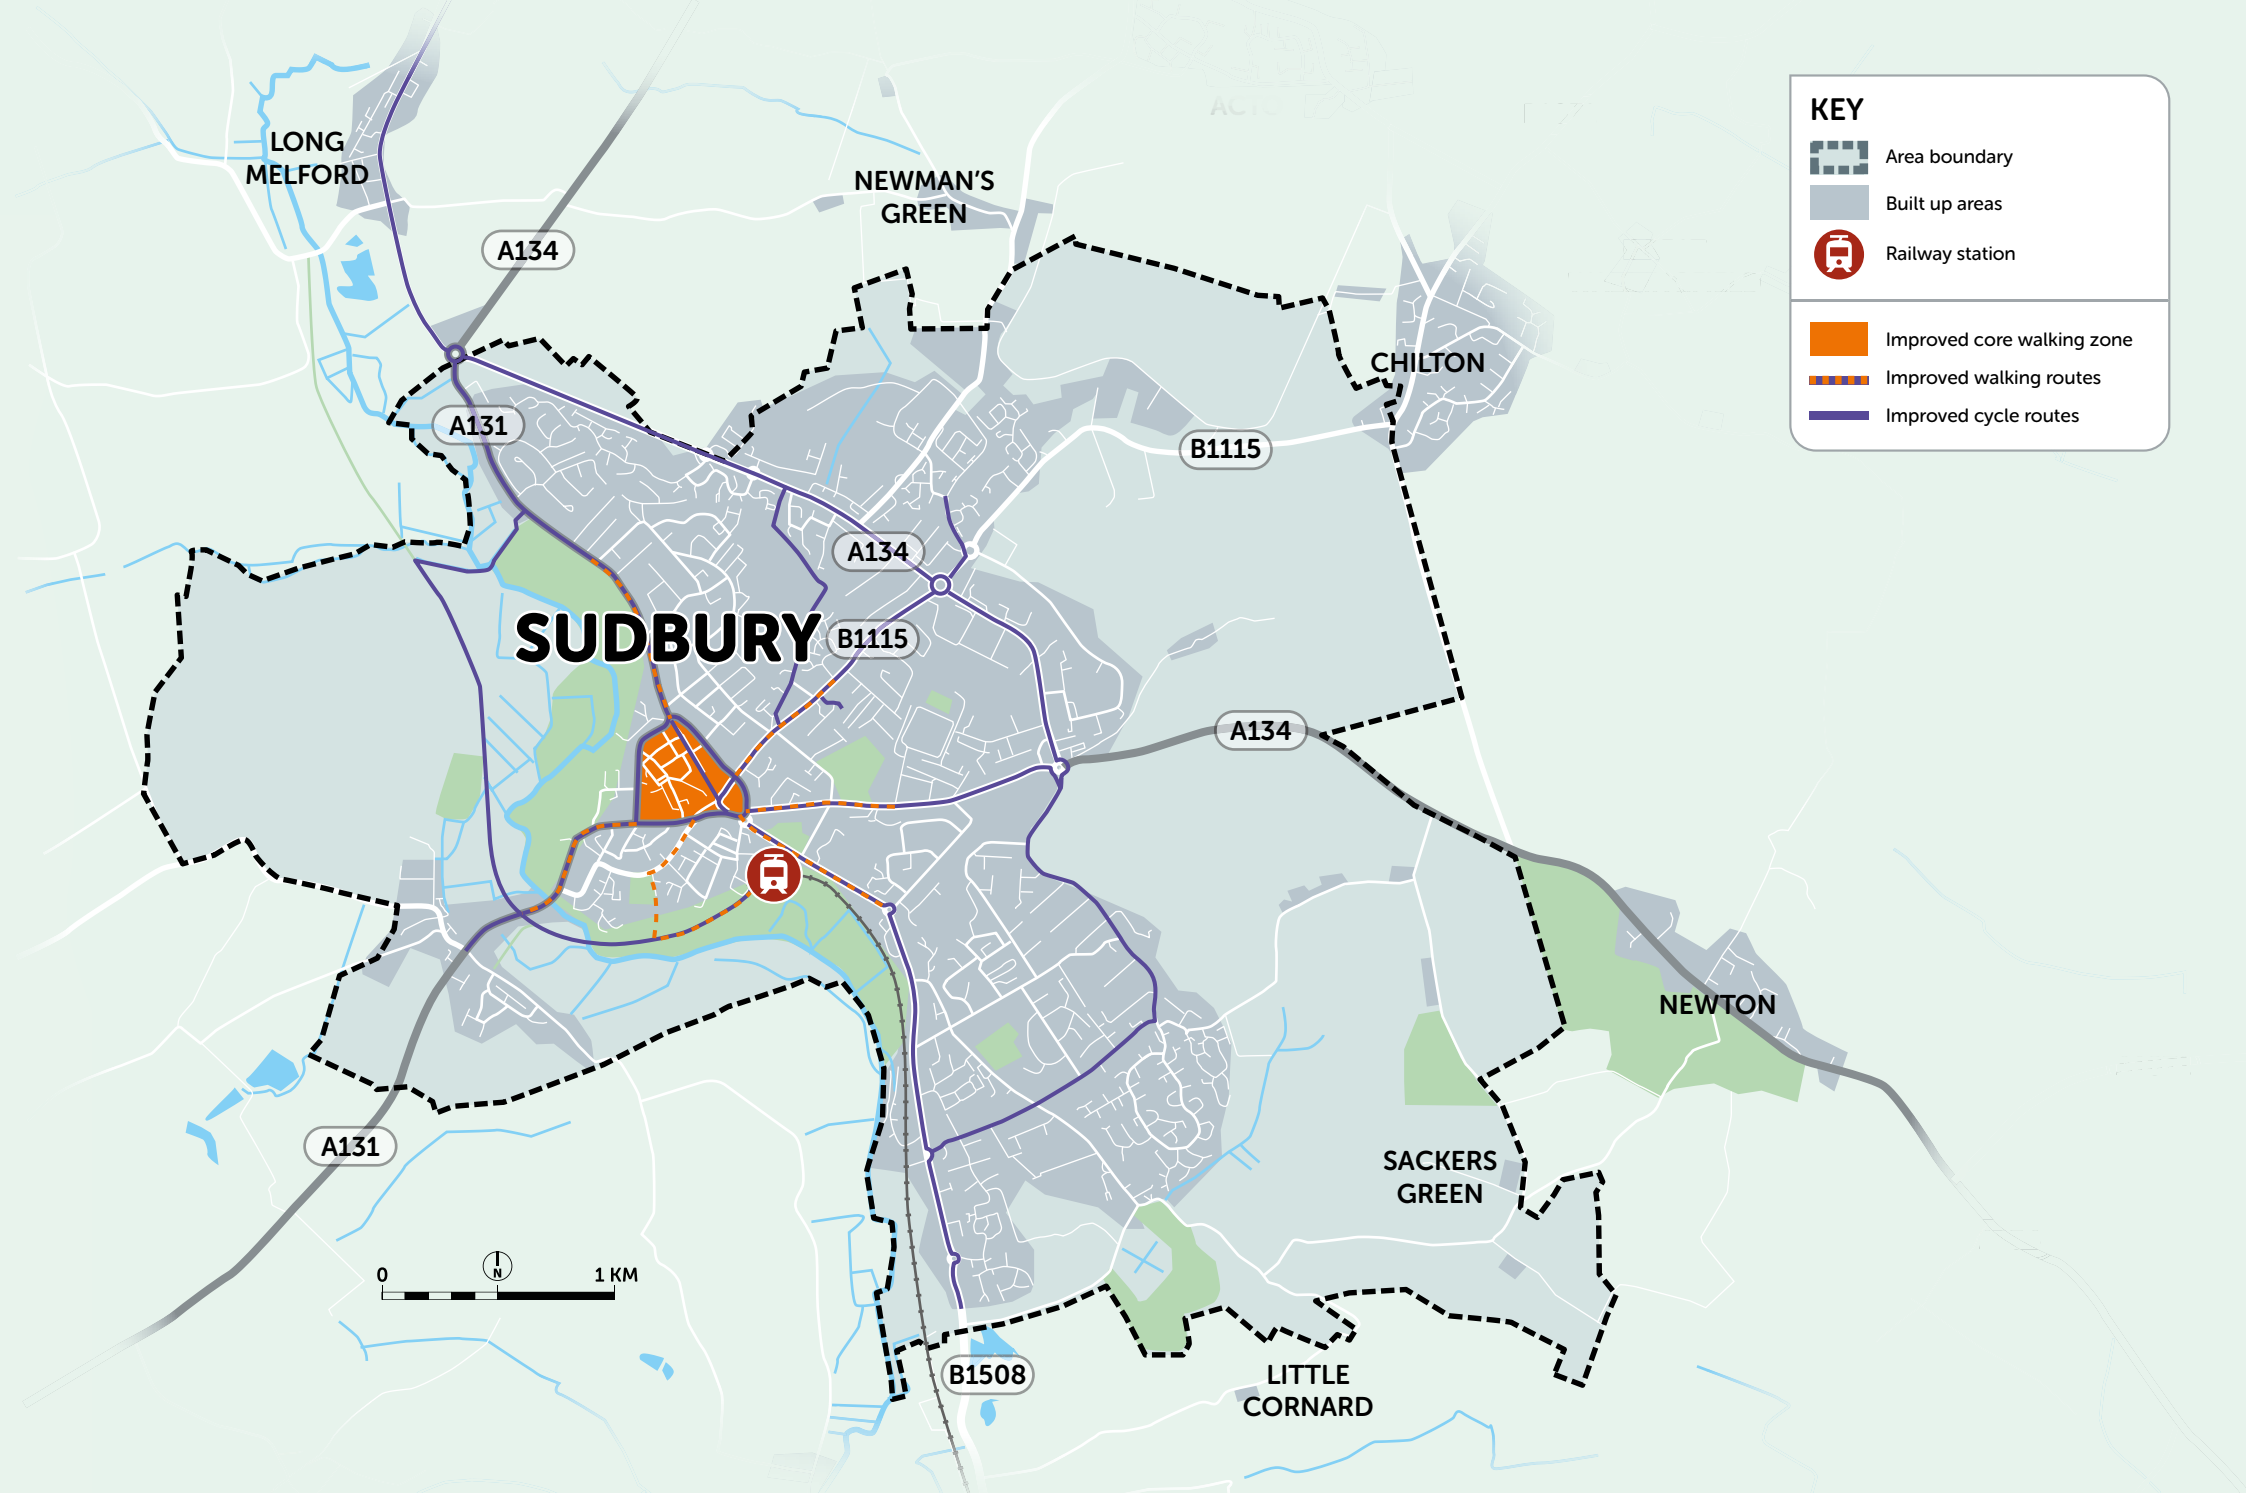 LONG
MELFORD
NEWMAN'S
GREEN
KEY
Area boundary
Built up areas
Railway station
Improved core walking zone
Improved walking routes
Improved cycle routes
A134
CHILTON
A131
B1115
A134
SUDBURY
B1115
A134
NEWTON
A131
SACKERS
GREEN
0
N
1 KM
B1508
LITTLE
CORNARD